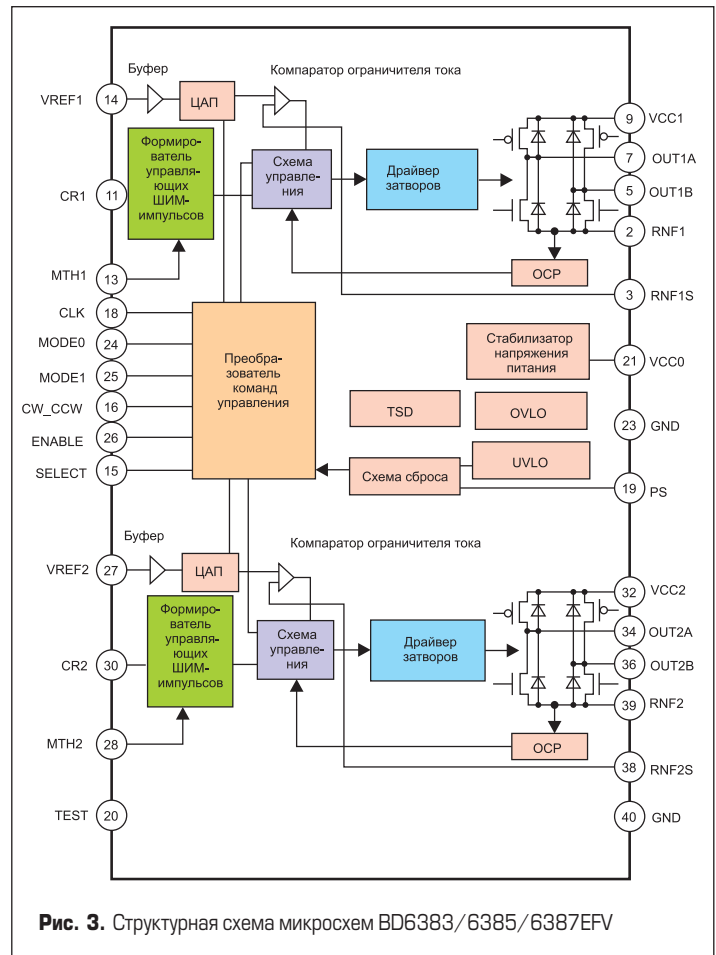 Буфер
Компаратор ограничителя тока
VREF1
14
ЦАП
9
VCC1
Формиро-
ватель
управля-
ющих
ШИМ-
импульсов
Схема
управле-
ния
Драйвер
затворов
7
OUT1A
CR1
11
5
OUT1B
2
RNF1
MTH1
13
OCP
3
RNF1S
CLK
18
MODE0
24
Преобра-
зователь
команд
управления
Стабилизатор
напряжения
питания
21
VCC0
MODE1
25
CW_CCW
16
TSD
OVLO
23
GND
ENABLE
26
SELECT
15
Схема сброса
UVLO
19
PS
Буфер
Компаратор ограничителя тока
VREF2
27
ЦАП
32
VCC2
Формиро-
ватель
управля-
ющих
ШИМ-
импульсов
Схема
управле-
ния
Драйвер
затворов
34
OUT2A
CR2
30
36
OUT2B
39
RNF2
MTH2
28
OCP
38
RNF2S
TEST
20
40
GND
Рис. 3. Структурная схема микросхем BD6383/6385/6387EFV